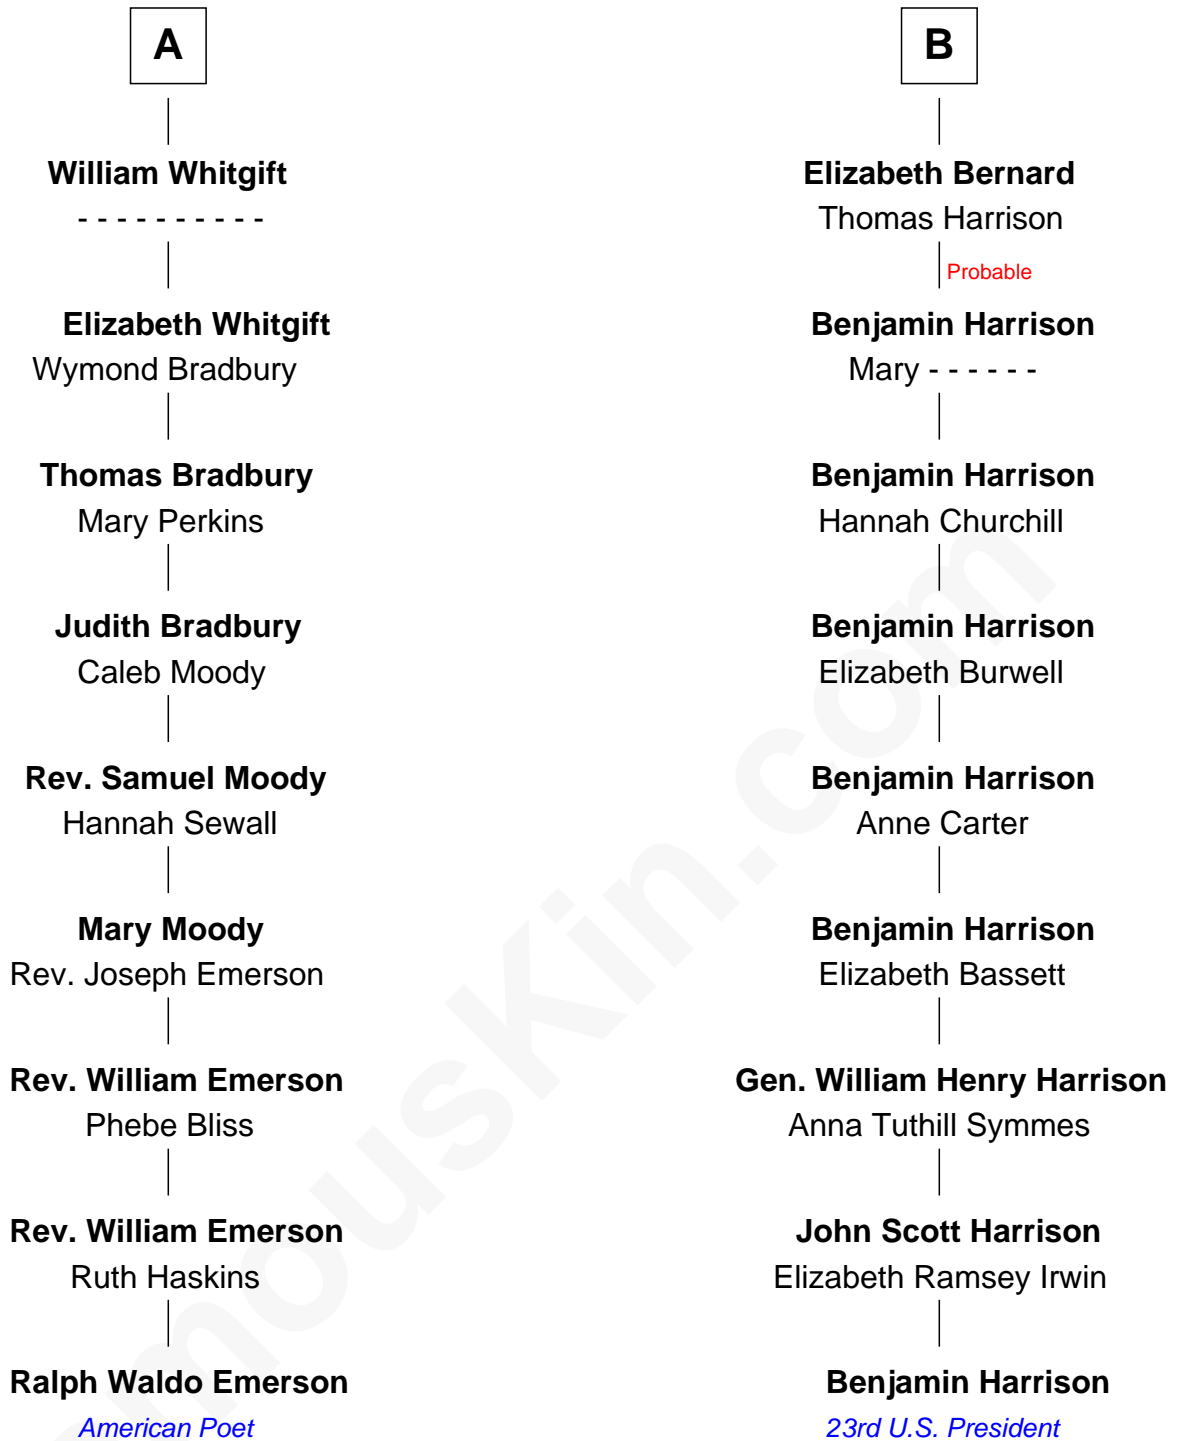 A
William Whitgift
- - - - - - - - - -
Elizabeth Whitgift
Wymond Bradbury
Thomas Bradbury
Mary Perkins
Judith Bradbury
Caleb Moody
Rev. Samuel Moody
Hannah Sewall
Mary Moody
Rev. Joseph Emerson
Rev. William Emerson
Phebe Bliss
Rev. William Emerson
Ruth Haskins
Ralph Waldo Emerson
American Poet
B
Elizabeth Bernard
Thomas Harrison
Probable
Benjamin Harrison
Mary - - - - - -
Benjamin Harrison
Hannah Churchill
Benjamin Harrison
Elizabeth Burwell
Benjamin Harrison
Anne Carter
Benjamin Harrison
Elizabeth Bassett
Gen. William Henry Harrison
Anna Tuthill Symmes
John Scott Harrison
Elizabeth Ramsey Irwin
Benjamin Harrison
23rd U.S. President
mousKin.com